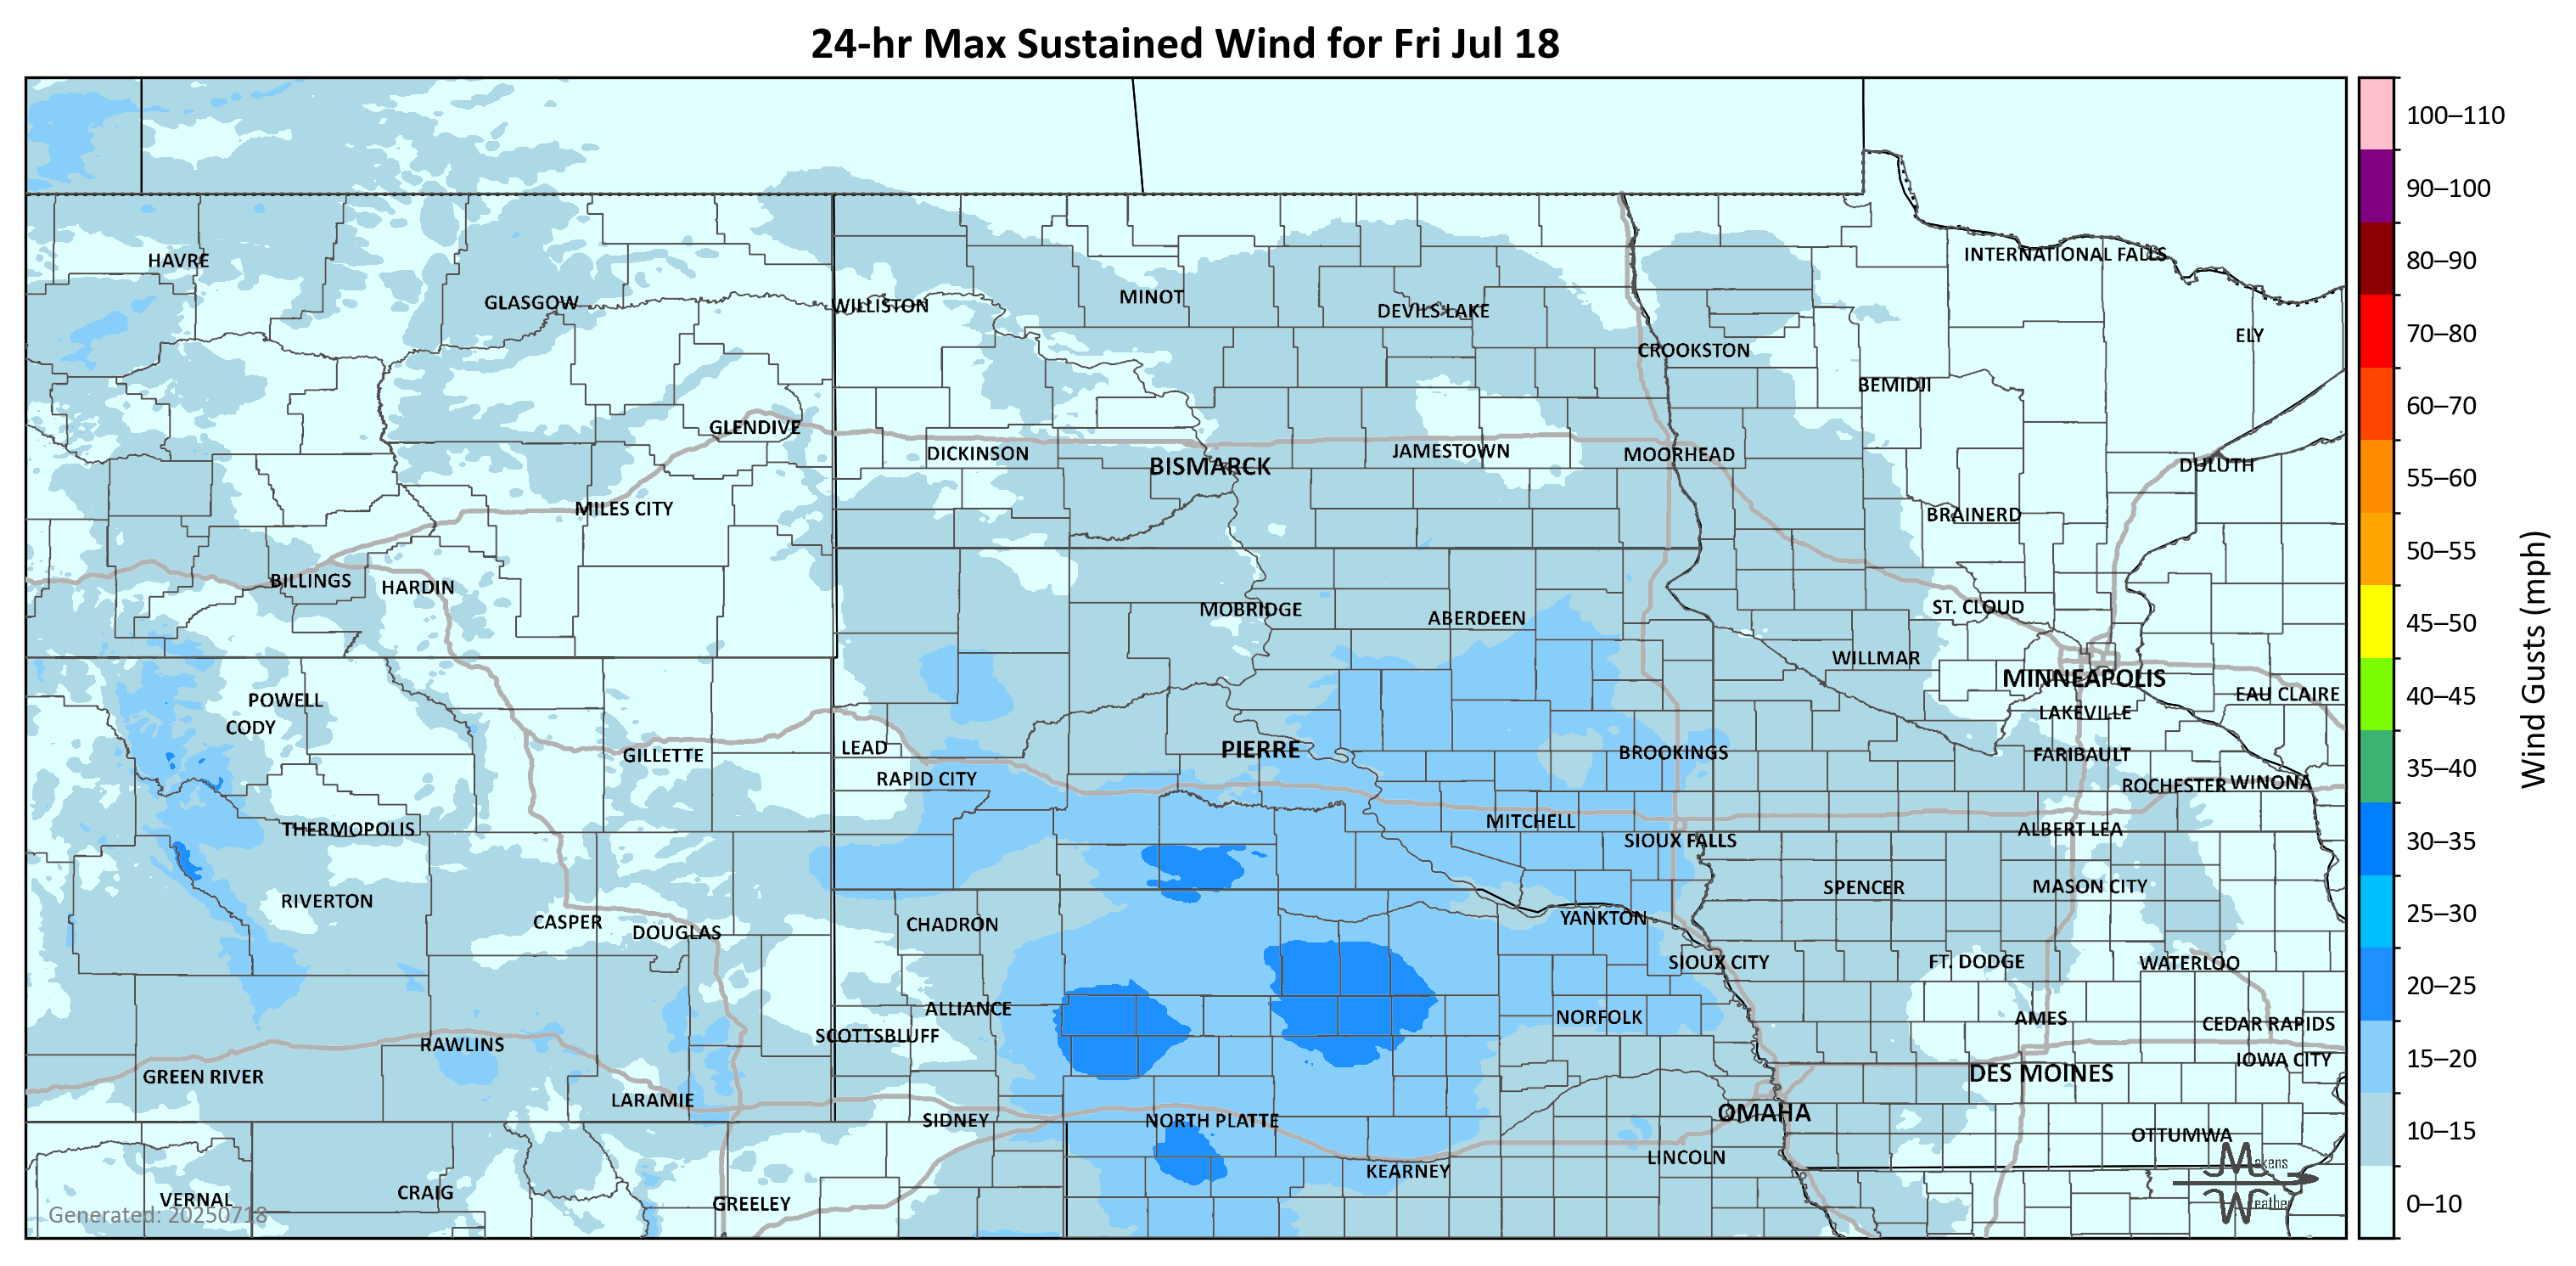 24-hr Max Sustained Wind for Fri Jul 18
100–110
90–100
80–90
70–80
60–70
55–60
50–55
45–50
40–45
35–40
30–35
25–30
20–25
15–20
10–15
0–10
Wind Gusts (mph)
HAVRE
INTERNATIONAL FALLS
GLASGOW
WILLISTON
MINOT
DEVILS LAKE
ELY
CROOKSTON
BEMIDJI
GLENDIVE
DICKINSON
BISMARCK
JAMESTOWN
MOORHEAD
DULUTH
MILES CITY
BRAINERD
BILLINGS
HARDIN
MOBRIDGE
ABERDEEN
ST. CLOUD
WILLMAR
MINNEAPOLIS
EAU CLAIRE
POWELL
CODY
LAKEVILLE
GILLETTE
LEAD
PIERRE
BROOKINGS
FARIBAULT
RAPID CITY
ROCHESTER
WINONA
THERMOPOLIS
MITCHELL
ALBERT LEA
SIOUX FALLS
SPENCER
MASON CITY
RIVERTON
CASPER
DOUGLAS
CHADRON
YANKTON
SIOUX CITY
FT. DODGE
WATERLOO
ALLIANCE
NORFOLK
AMES
CEDAR RAPIDS
RAWLINS
SCOTTSBLUFF
IOWA CITY
GREEN RIVER
DES MOINES
LARAMIE
SIDNEY
NORTH PLATTE
OMAHA
OTTUMWA
KEARNEY
LINCOLN
VERNAL
CRAIG
GREELEY
Generated: 20250718
Makens
Weather